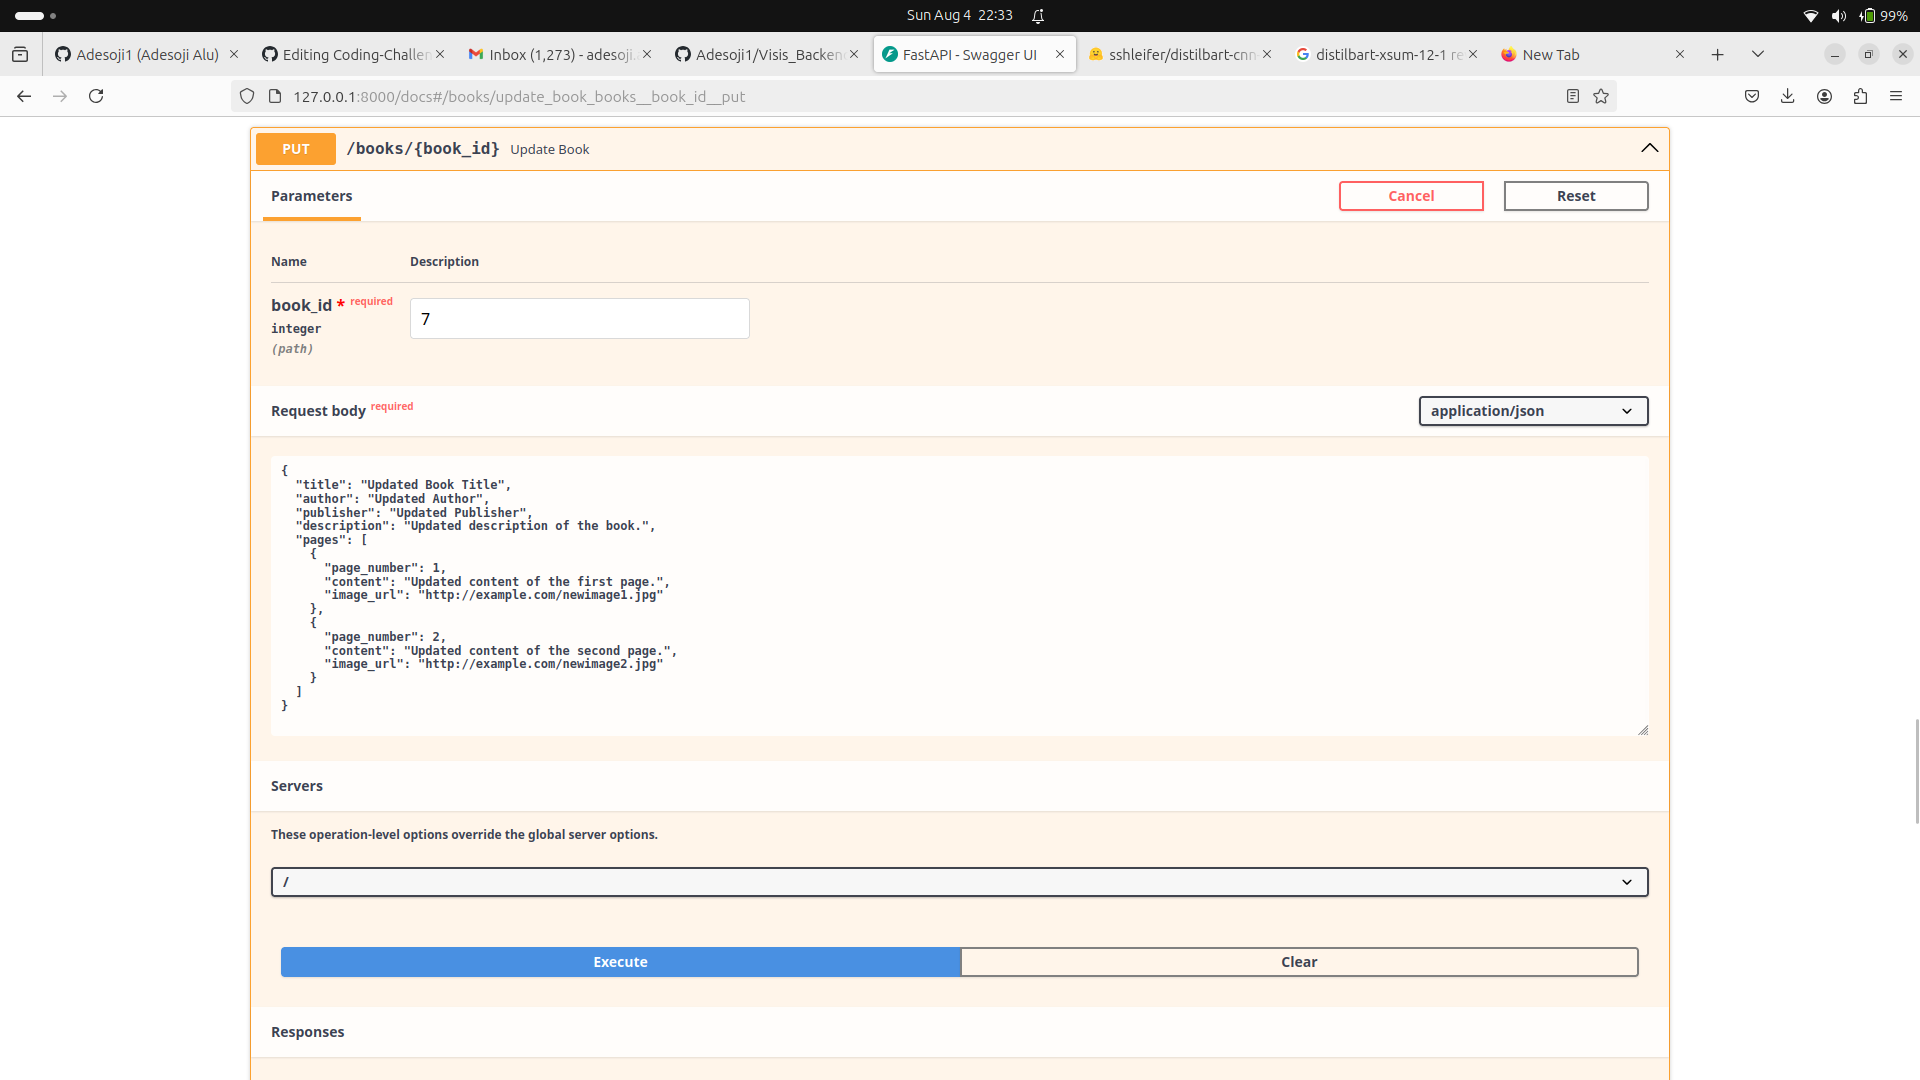 Sun Aug 4 22:33
99%
Adesoji1 (Adesoji Alu)
Editing Coding-Challen
Inbox (1,273) - adesoji.
Adesoji1/Visis_Backen
FastAPI - Swagger UI
sshleifer/distilbart-cnn
distilbart-xsum-12-1 re
New Tab
127.0.0.1:8000/docs#/books/update_book_books__book_id__put
PUT /books/{book_id} Update Book
Parameters
Cancel
Reset
Name Description
book_id * required
7
integer
(path)
Request body required
application/json
{
  "title": "Updated Book Title",
  "author": "Updated Author",
  "publisher": "Updated Publisher",
  "description": "Updated description of the book.",
  "pages": [
    {
      "page_number": 1,
      "content": "Updated content of the first page.",
      "image_url": "http://example.com/newimage1.jpg"
    },
    {
      "page_number": 2,
      "content": "Updated content of the second page.",
      "image_url": "http://example.com/newimage2.jpg"
    }
  ]
}
Servers
These operation-level options override the global server options.
/
Execute
Clear
Responses